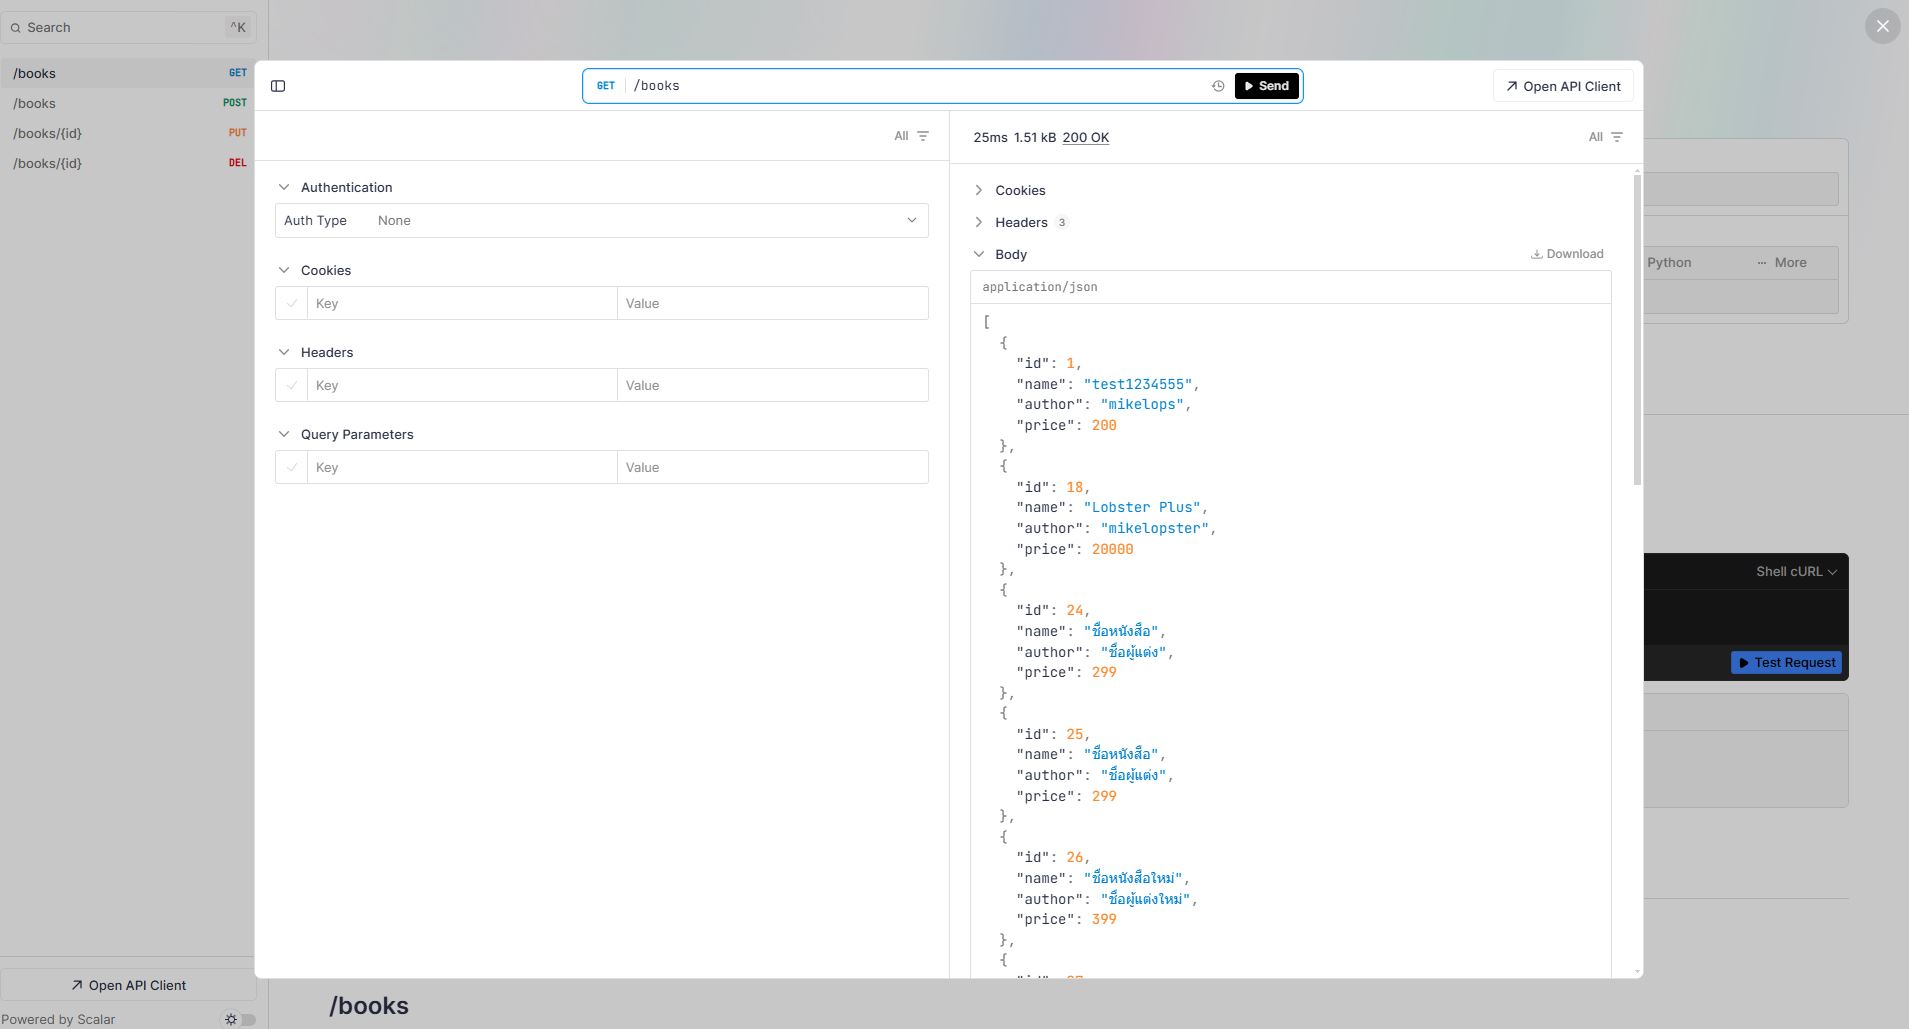 Search
^K
/books GET
/books POST
/books/{id} PUT
/books/{id} DEL
Open API Client
Powered by Scalar
GET /books
Send
Open API Client
All
Authentication
Auth Type None
Cookies
Key Value
Headers
Key Value
Query Parameters
Key Value
25ms 1.51 kB 200 OK
All
Cookies
Headers 3
Body
Download
application/json
[
{
"id": 1,
"name": "test1234555",
"author": "mikelops",
"price": 200
},
{
"id": 18,
"name": "Lobster Plus",
"author": "mikelopster",
"price": 20000
},
{
"id": 24,
"name": "ชื่อหนังสือ",
"author": "ชื่อผู้แต่ง",
"price": 299
},
{
"id": 25,
"name": "ชื่อหนังสือ",
"author": "ชื่อผู้แต่ง",
"price": 299
},
{
"id": 26,
"name": "ชื่อหนังสือใหม่",
"author": "ชื่อผู้แต่งใหม่",
"price": 399
},
{
Python
··· More
Shell cURL
Test Request
/books